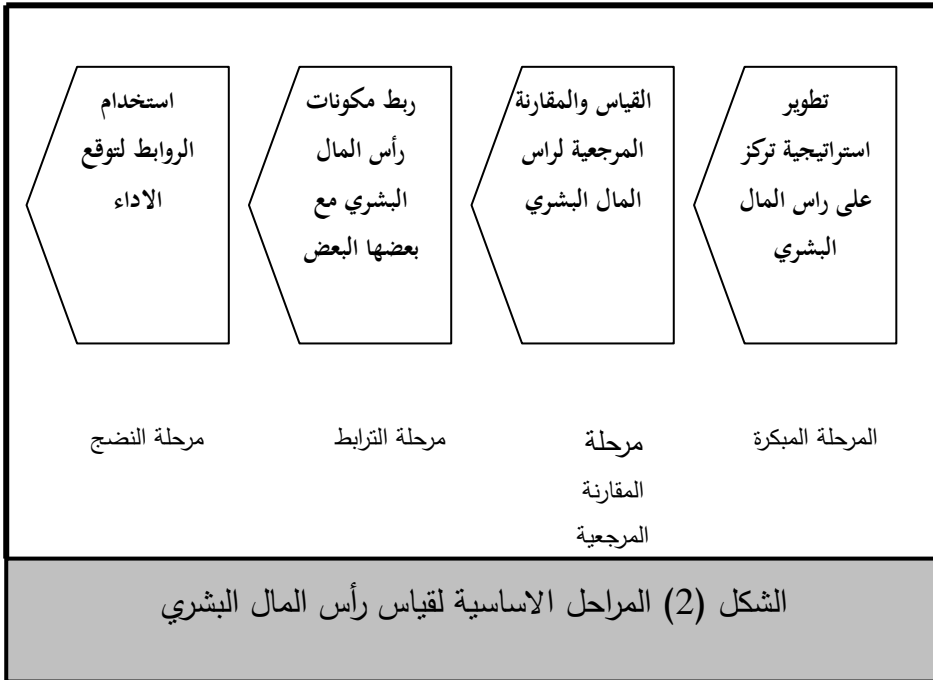 تطوير
استراتيجية تركز
على راس المال
البشري
القياس والمقارنة
المرجعية لراس
المال البشري
ربط مكونات
رأس المال
البشري مع
بعضها البعض
استخدام
الروابط لتوقع
الاداء
المرحلة المبكرة
مرحلة
المقارنة
المرجعية
مرحلة الترابط
مرحلة النضج
الشكل (2) المراحل الاساسية لقياس رأس المال البشري